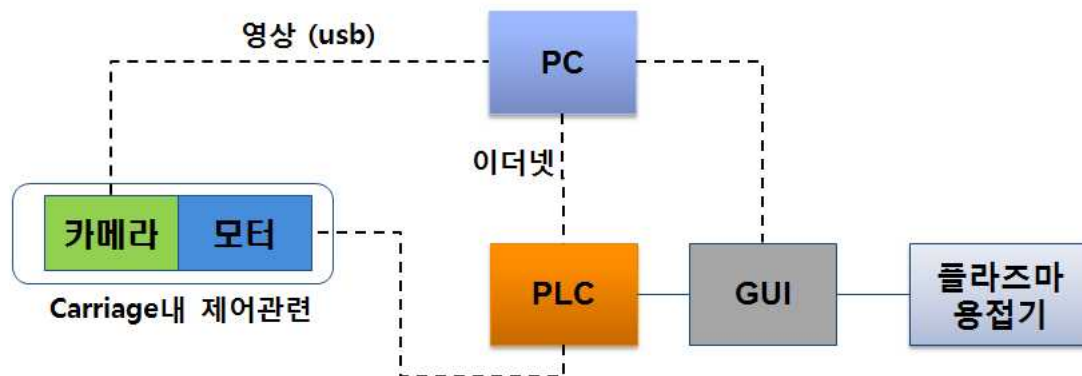 영상 (usb)
PC
이더넷
카메라 모터
Carriage내 제어관련
PLC
GUI
플라즈마
용접기